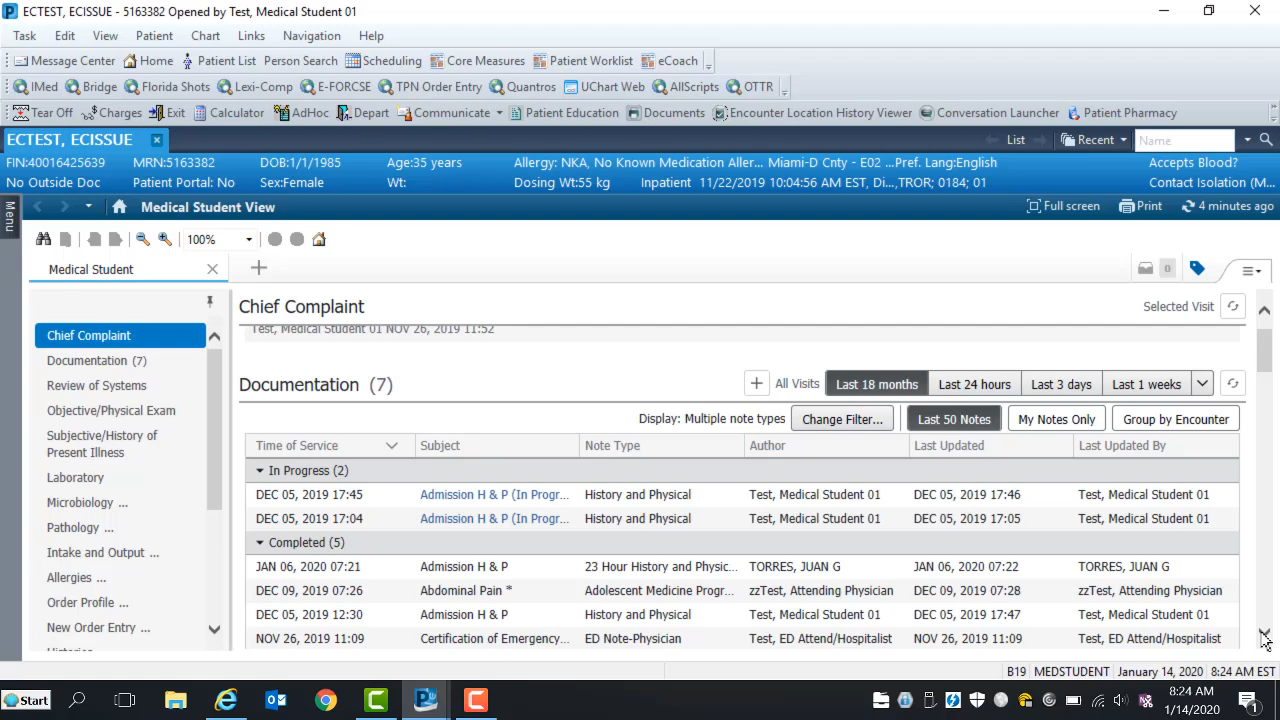 ECTEST, ECISSUE - 5163382 Opened by Test, Medical Student 01
Task Edit View Patient Chart Links Navigation Help
Message Center Home Patient List Person Search Scheduling Core Measures Patient Worklist eCoach
IMed Bridge Florida Shots Lexi-Comp E-FORCSE TPN Order Entry Quantros UChart Web AllScripts OTTR
Tear Off Charges Exit Calculator AdHoc Depart Communicate Patient Education Documents Encounter Location History Viewer Conversation Launcher Patient Pharmacy
ECTEST, ECISSUE List Recent Name
FIN:40016425639 MRN:5163382 DOB:1/1/1985 Age:35 years Allergy: NKA, No Known Medication Aller... Miami-D Cnty - E02 ...Pref. Lang:English Accepts Blood?
No Outside Doc Patient Portal: No Sex:Female Wt: Dosing Wt:55 kg Inpatient 11/22/2019 10:04:56 AM EST, Di...,TROR; 0184; 01 Contact Isolation (M...
Menu
Medical Student View Full screen Print 4 minutes ago
100%
Medical Student 0
Chief Complaint Selected Visit
Test, Medical Student 01 NOV 26, 2019 11:52
Chief Complaint
Documentation (7)
Review of Systems
Objective/Physical Exam
Subjective/History of
Present Illness
Laboratory
Microbiology ...
Pathology ...
Intake and Output ...
Allergies ...
Order Profile ...
New Order Entry ...
Histories
Documentation (7) All Visits Last 18 months Last 24 hours Last 3 days Last 1 weeks
Display: Multiple note types Change Filter... Last 50 Notes My Notes Only Group by Encounter
Time of Service Subject Note Type Author Last Updated Last Updated By
In Progress (2)
DEC 05, 2019 17:45 Admission H & P (In Progr... History and Physical Test, Medical Student 01 DEC 05, 2019 17:46 Test, Medical Student 01
DEC 05, 2019 17:04 Admission H & P (In Progr... History and Physical Test, Medical Student 01 DEC 05, 2019 17:05 Test, Medical Student 01
Completed (5)
JAN 06, 2020 07:21 Admission H & P 23 Hour History and Physic... TORRES, JUAN G JAN 06, 2020 07:22 TORRES, JUAN G
DEC 09, 2019 07:26 Abdominal Pain * Adolescent Medicine Progr... zzTest, Attending Physician DEC 09, 2019 07:28 zzTest, Attending Physician
DEC 05, 2019 12:30 Admission H & P History and Physical Test, Medical Student 01 DEC 05, 2019 17:47 Test, Medical Student 01
NOV 26, 2019 11:09 Certification of Emergency... ED Note-Physician Test, ED Attend/Hospitalist NOV 26, 2019 11:09 Test, ED Attend/Hospitalist
B19 MEDSTUDENT January 14, 2020 8:24 AM EST
Start 8:24 AM
1/14/2020 1